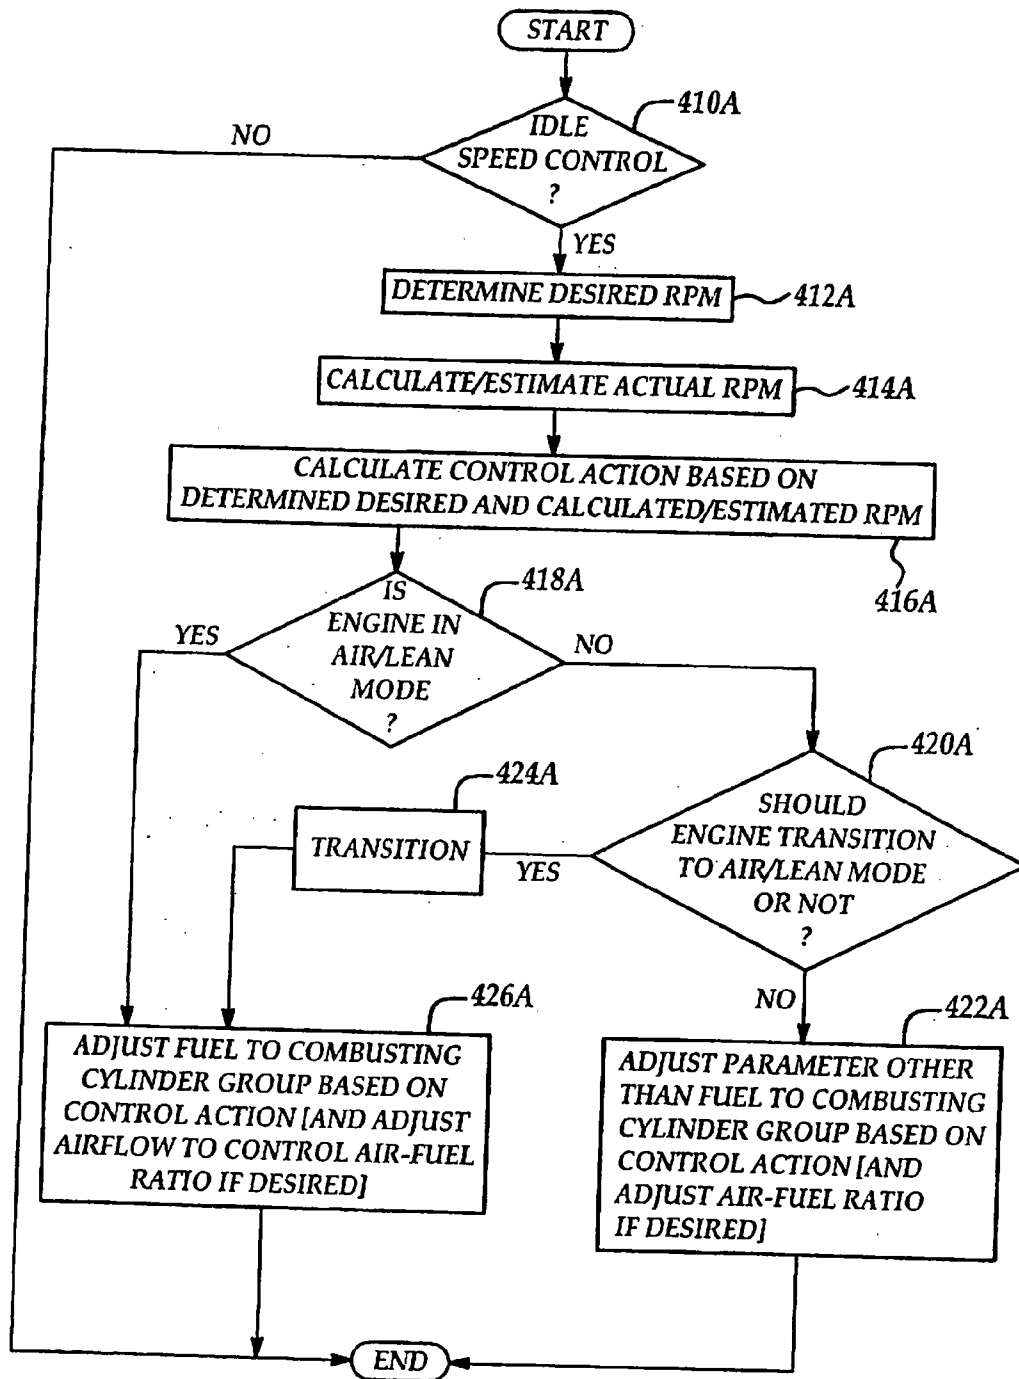 START
410A
IDLE
SPEED CONTROL
?
NO
YES
DETERMINE DESIRED RPM
412A
CALCULATE/ESTIMATE ACTUAL RPM
414A
CALCULATE CONTROL ACTION BASED ON
DETERMINED DESIRED AND CALCULATED/ESTIMATED RPM
416A
418A
IS
ENGINE IN
AIR/LEAN
MODE
?
YES
NO
420A
SHOULD
ENGINE TRANSITION
TO AIR/LEAN MODE
OR NOT
?
424A
TRANSITION
YES
NO
426A
ADJUST FUEL TO COMBUSTING
CYLINDER GROUP BASED ON
CONTROL ACTION [AND ADJUST
AIRFLOW TO CONTROL AIR-FUEL
RATIO IF DESIRED]
422A
ADJUST PARAMETER OTHER
THAN FUEL TO COMBUSTING
CYLINDER GROUP BASED ON
CONTROL ACTION [AND
ADJUST AIR-FUEL RATIO
IF DESIRED]
END